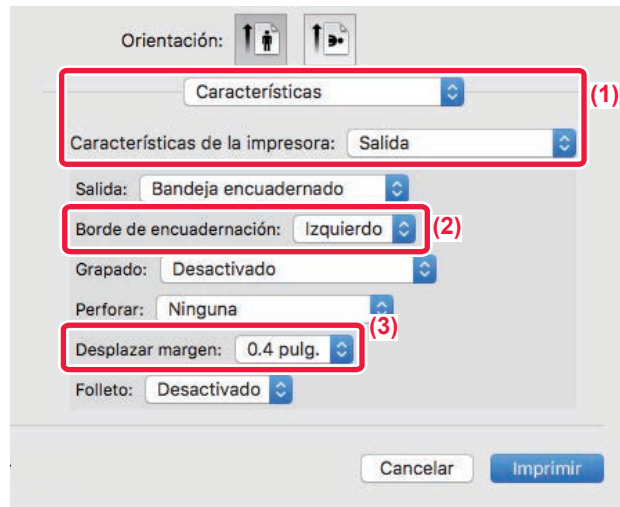 Orientación:
Características
(1)
Características de la impresora: Salida
Salida: Bandeja encuadernado
Borde de encuadernación: Izquierdo
(2)
Grapado: Desactivado
Perforar: Ninguna
(3)
Desplazar margen: 0.4 pulg.
Folleto: Desactivado
Cancelar Imprimir